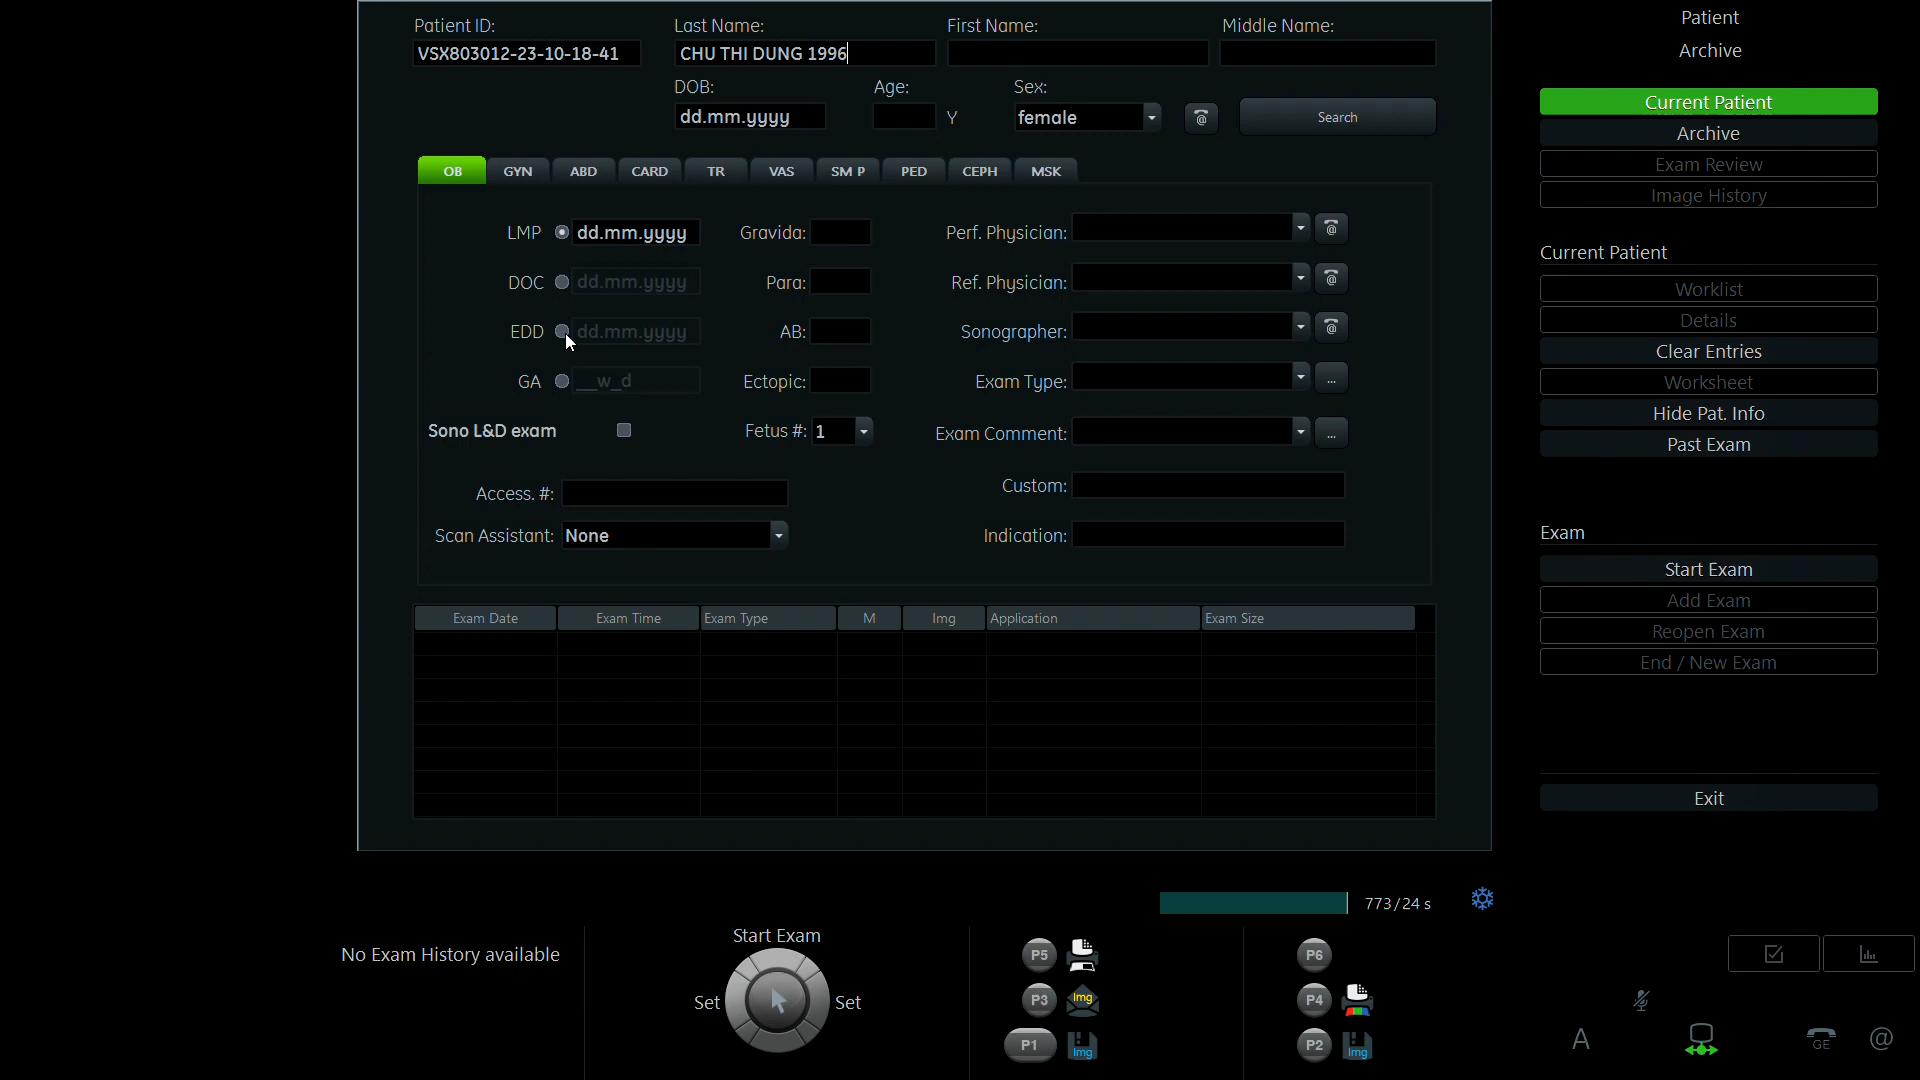 Patient ID: Last Name: First Name: Middle Name:
VSX803012-23-10-18-41 CHU THI DUNG 1996
DOB: Age: Sex:
dd.mm.yyyy Y female @ Search
OB GYN ABD CARD TR VAS SM P PED CEPH MSK
LMP dd.mm.yyyy Gravida: Perf. Physician: @
DOC dd.mm.yyyy Para: Ref. Physician: @
EDD dd.mm.yyyy AB: Sonographer: @
GA __w_d Ectopic: Exam Type: ...
Sono L&D exam Fetus #: 1 Exam Comment: ...
Custom:
Access. #:
Scan Assistant: None Indication:
Exam Date Exam Time Exam Type M Img Application Exam Size
773/24 s
No Exam History available
Start Exam
Set Set
P5
P3 Img
P1 Img
P6
P4
P2 Img
Patient
Archive
Current Patient
Archive
Exam Review
Image History
Current Patient
Worklist
Details
Clear Entries
Worksheet
Hide Pat. Info
Past Exam
Exam
Start Exam
Add Exam
Reopen Exam
End / New Exam
Exit
A GE @